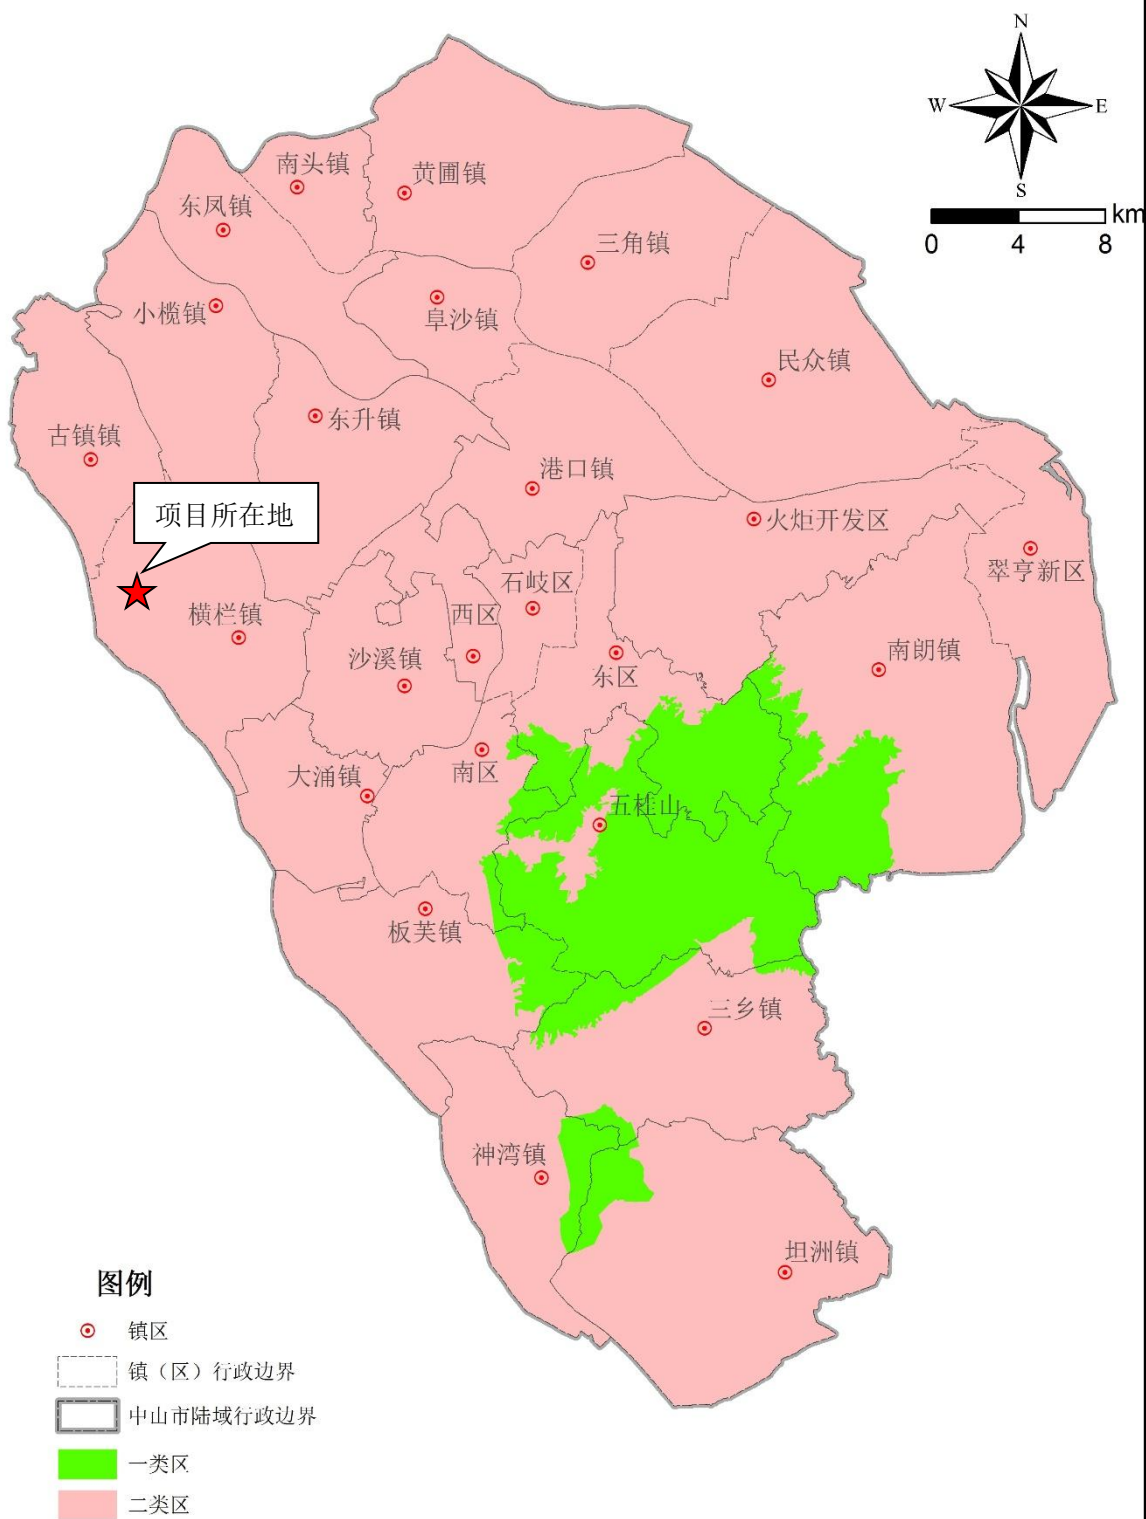 N
W
E
S
km
0
4
8
南头镇
黄圃镇
东凤镇
三角镇
小榄镇
阜沙镇
民众镇
东升镇
古镇镇
港口镇
项目所在地
火炬开发区
翠亨新区
石岐区
横栏镇
西区
沙溪镇
东区
南朗镇
南区
大涌镇
五桂山
板芙镇
三乡镇
神湾镇
坦洲镇
图例
镇区
镇（区）行政边界
中山市陆域行政边界
一类区
二类区